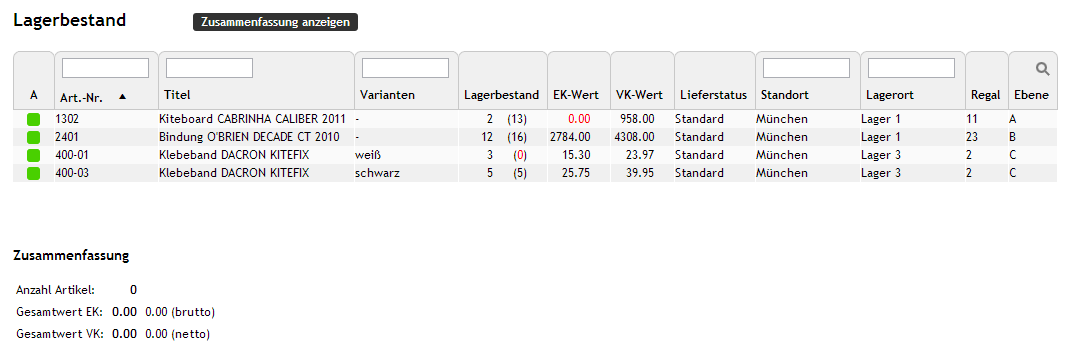 Lagerbestand Zusammenfassung anzeigen
A Art.-Nr. ▲ Titel Varianten Lagerbestand EK-Wert VK-Wert Lieferstatus Standort Lagerort Regal Ebene
1302 Kiteboard CABRINHA CALIBER 2011 - 2 (13) 0.00 958.00 Standard München Lager 1 11 A
2401 Bindung O'BRIEN DECADE CT 2010 - 12 (16) 2784.00 4308.00 Standard München Lager 1 23 B
400-01 Klebeband DACRON KITEFIX weiß 3 (0) 15.30 23.97 Standard München Lager 3 2 C
400-03 Klebeband DACRON KITEFIX schwarz 5 (5) 25.75 39.95 Standard München Lager 3 2 C
Zusammenfassung
Anzahl Artikel: 0
Gesamtwert EK: 0.00 0.00 (brutto)
Gesamtwert VK: 0.00 0.00 (netto)